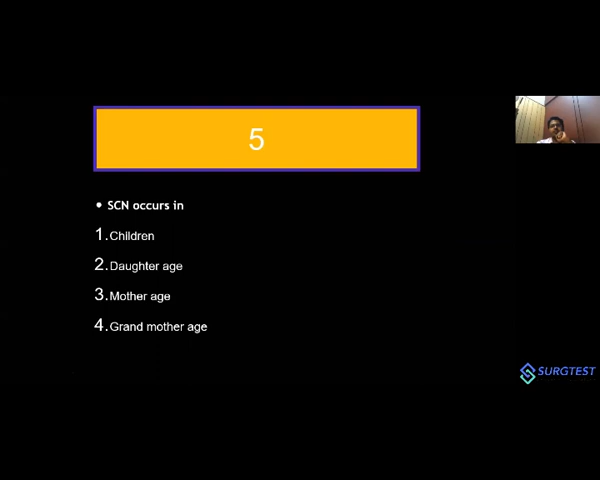 5
• SCN occurs in
1. Children
2. Daughter age
3. Mother age
4. Grand mother age
SURGTEST